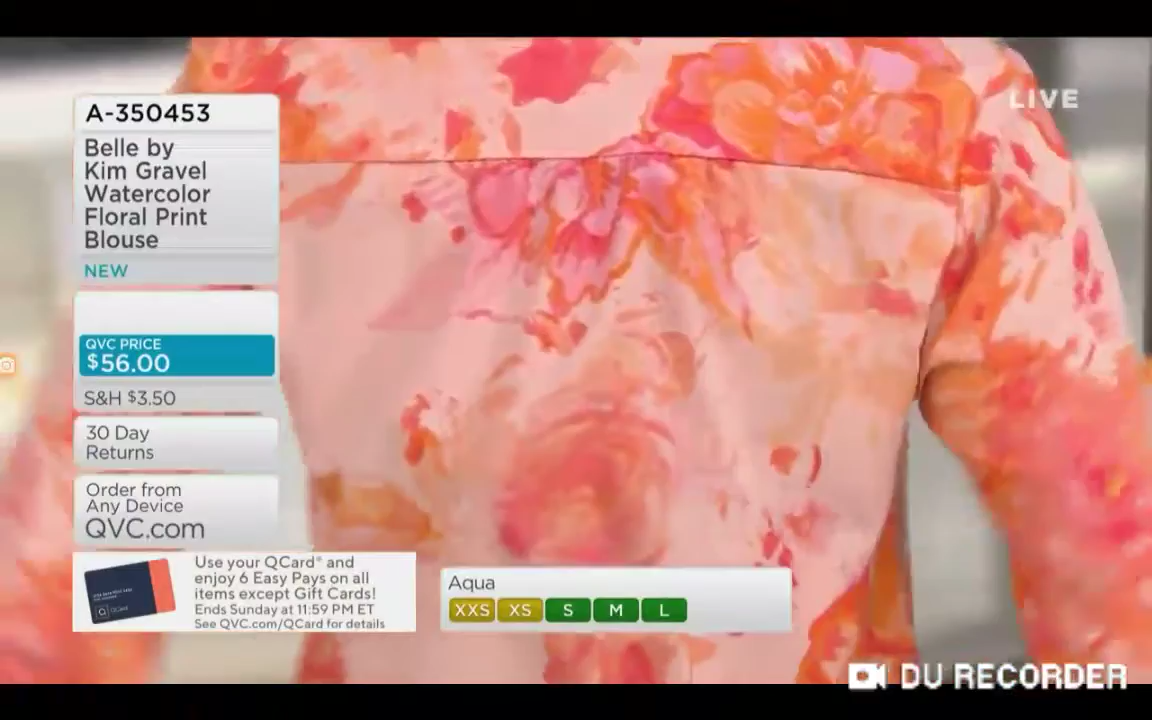 LIVE
A-350453
Belle by
Kim Gravel
Watercolor
Floral Print
Blouse
NEW
QVC PRICE
$56.00
S&H $3.50
30 Day
Returns
Order from
Any Device
QVC.com
Use your QCard® and
enjoy 6 Easy Pays on all
items except Gift Cards!
Ends Sunday at 11:59 PM ET
See QVC.com/QCard for details
Aqua
XXS XS S M L
DU RECORDER